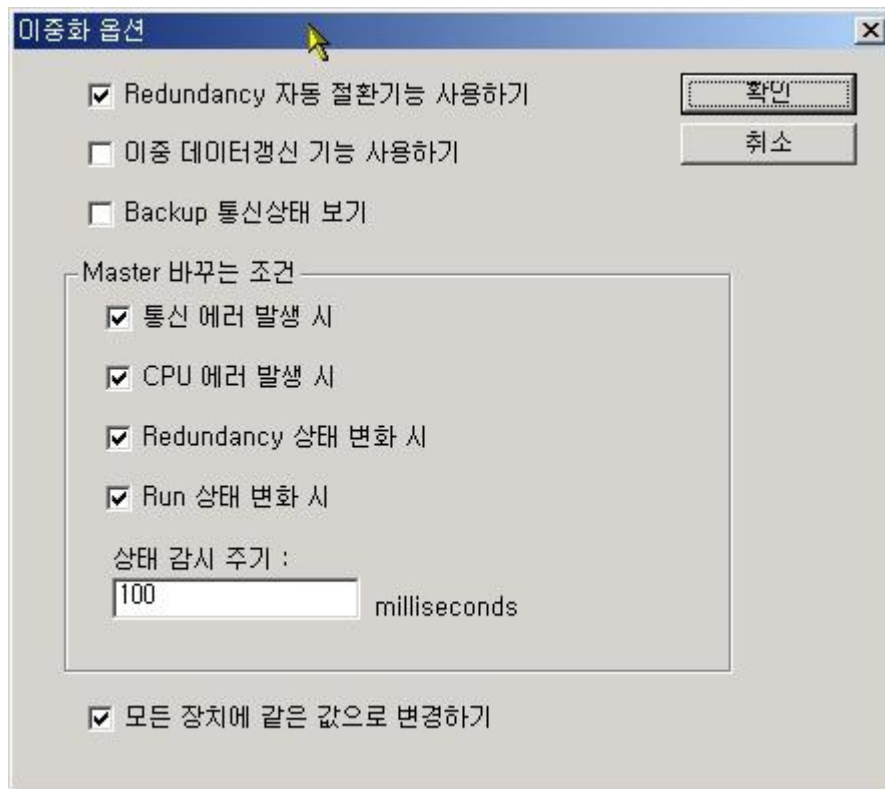 이중화 옵션
Redundancy 자동 절환기능 사용하기
확인
이중 데이터갱신 기능 사용하기
취소
Backup 통신상태 보기
Master 바꾸는 조건
통신 에러 발생 시
CPU 에러 발생 시
Redundancy 상태 변화 시
Run 상태 변화 시
상태 감시 주기 :
100
milliseconds
모든 장치에 같은 값으로 변경하기